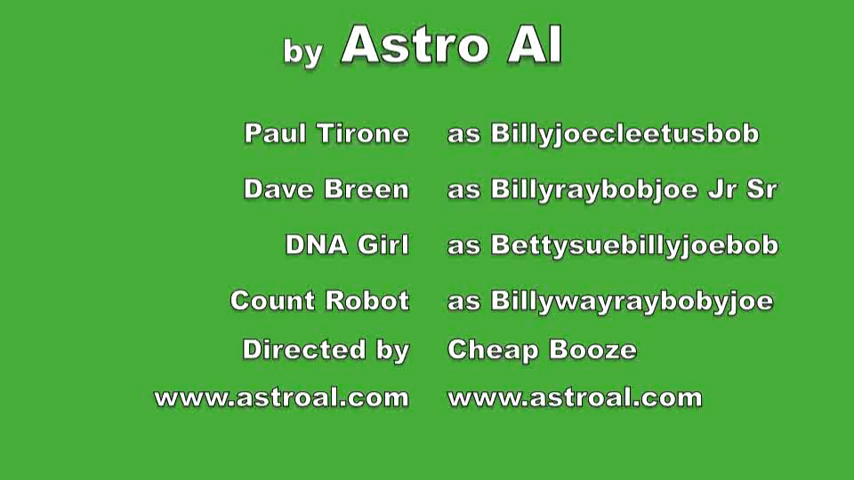 by Astro Al
Paul Tirone as Billyjoecleetusbob
Dave Breen as Billyraybobjoe Jr Sr
DNA Girl as Bettysuebillyjoebob
Count Robot as Billywayraybobyjoe
Directed by Cheap Booze
www.astroal.com www.astroal.com